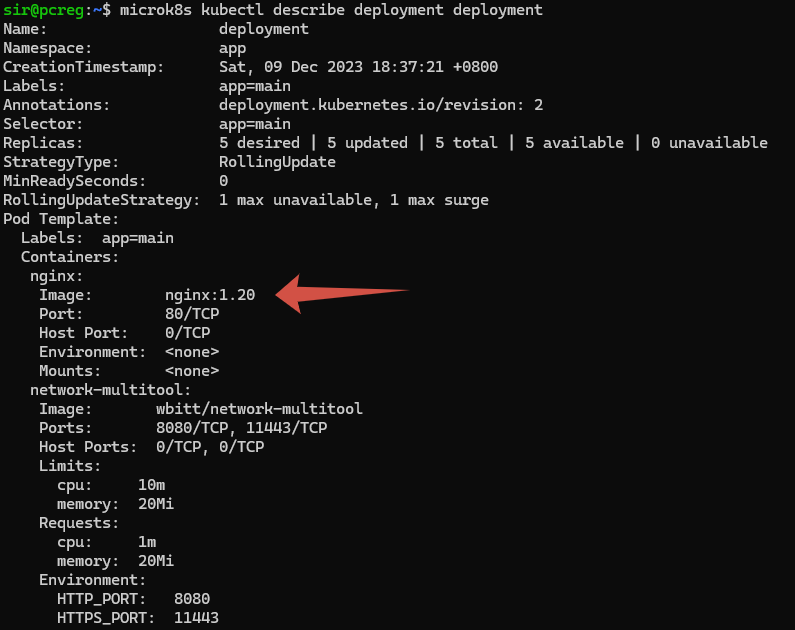 sir@pcreg:~$ microk8s kubectl describe deployment deployment
Name:                   deployment
Namespace:              app
CreationTimestamp:      Sat, 09 Dec 2023 18:37:21 +0800
Labels:                 app=main
Annotations:            deployment.kubernetes.io/revision: 2
Selector:               app=main
Replicas:               5 desired | 5 updated | 5 total | 5 available | 0 unavailable
StrategyType:           RollingUpdate
MinReadySeconds:        0
RollingUpdateStrategy:  1 max unavailable, 1 max surge
Pod Template:
  Labels:  app=main
  Containers:
   nginx:
    Image:        nginx:1.20
    Port:         80/TCP
    Host Port:    0/TCP
    Environment:  <none>
    Mounts:       <none>
   network-multitool:
    Image:       wbitt/network-multitool
    Ports:       8080/TCP, 11443/TCP
    Host Ports:  0/TCP, 0/TCP
    Limits:
      cpu:     10m
      memory:  20Mi
    Requests:
      cpu:     1m
      memory:  20Mi
    Environment:
      HTTP_PORT:   8080
      HTTPS_PORT:  11443